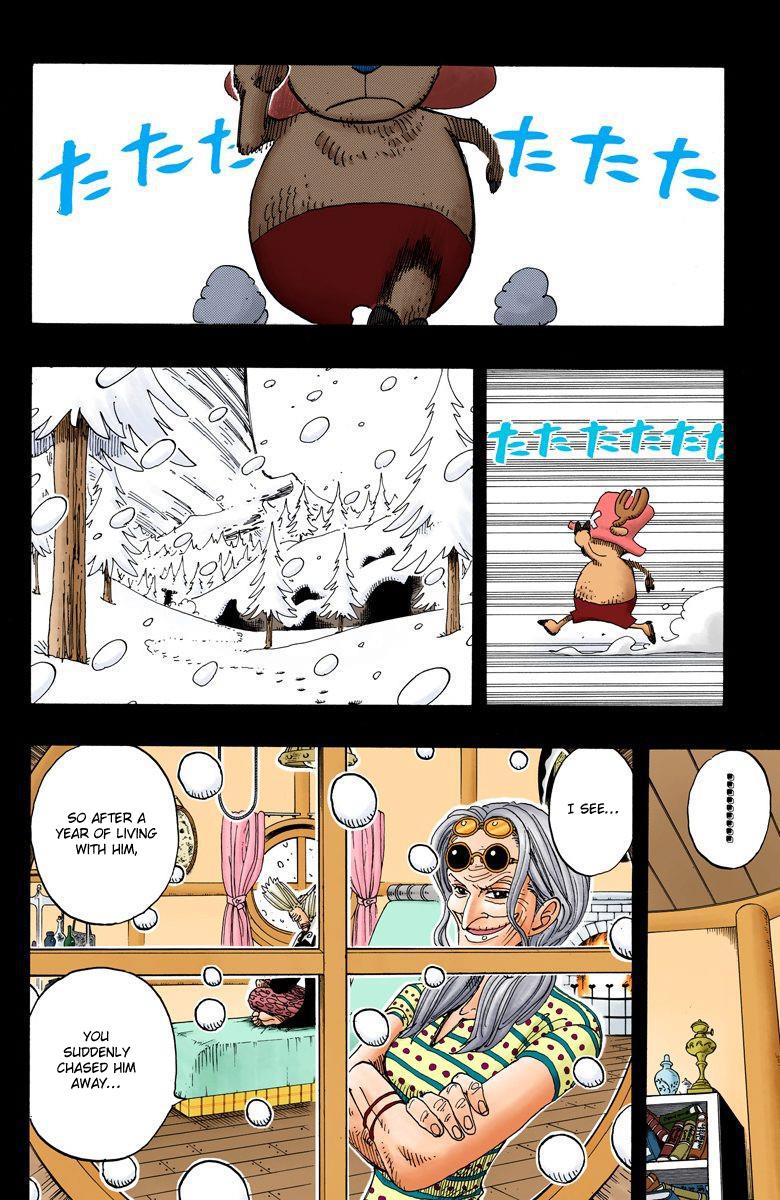 たたた たたた
たたたたたた
.........
I SEE...
SO AFTER A
YEAR OF LIVING
WITH HIM,
YOU
SUDDENLY
CHASED HIM
AWAY...